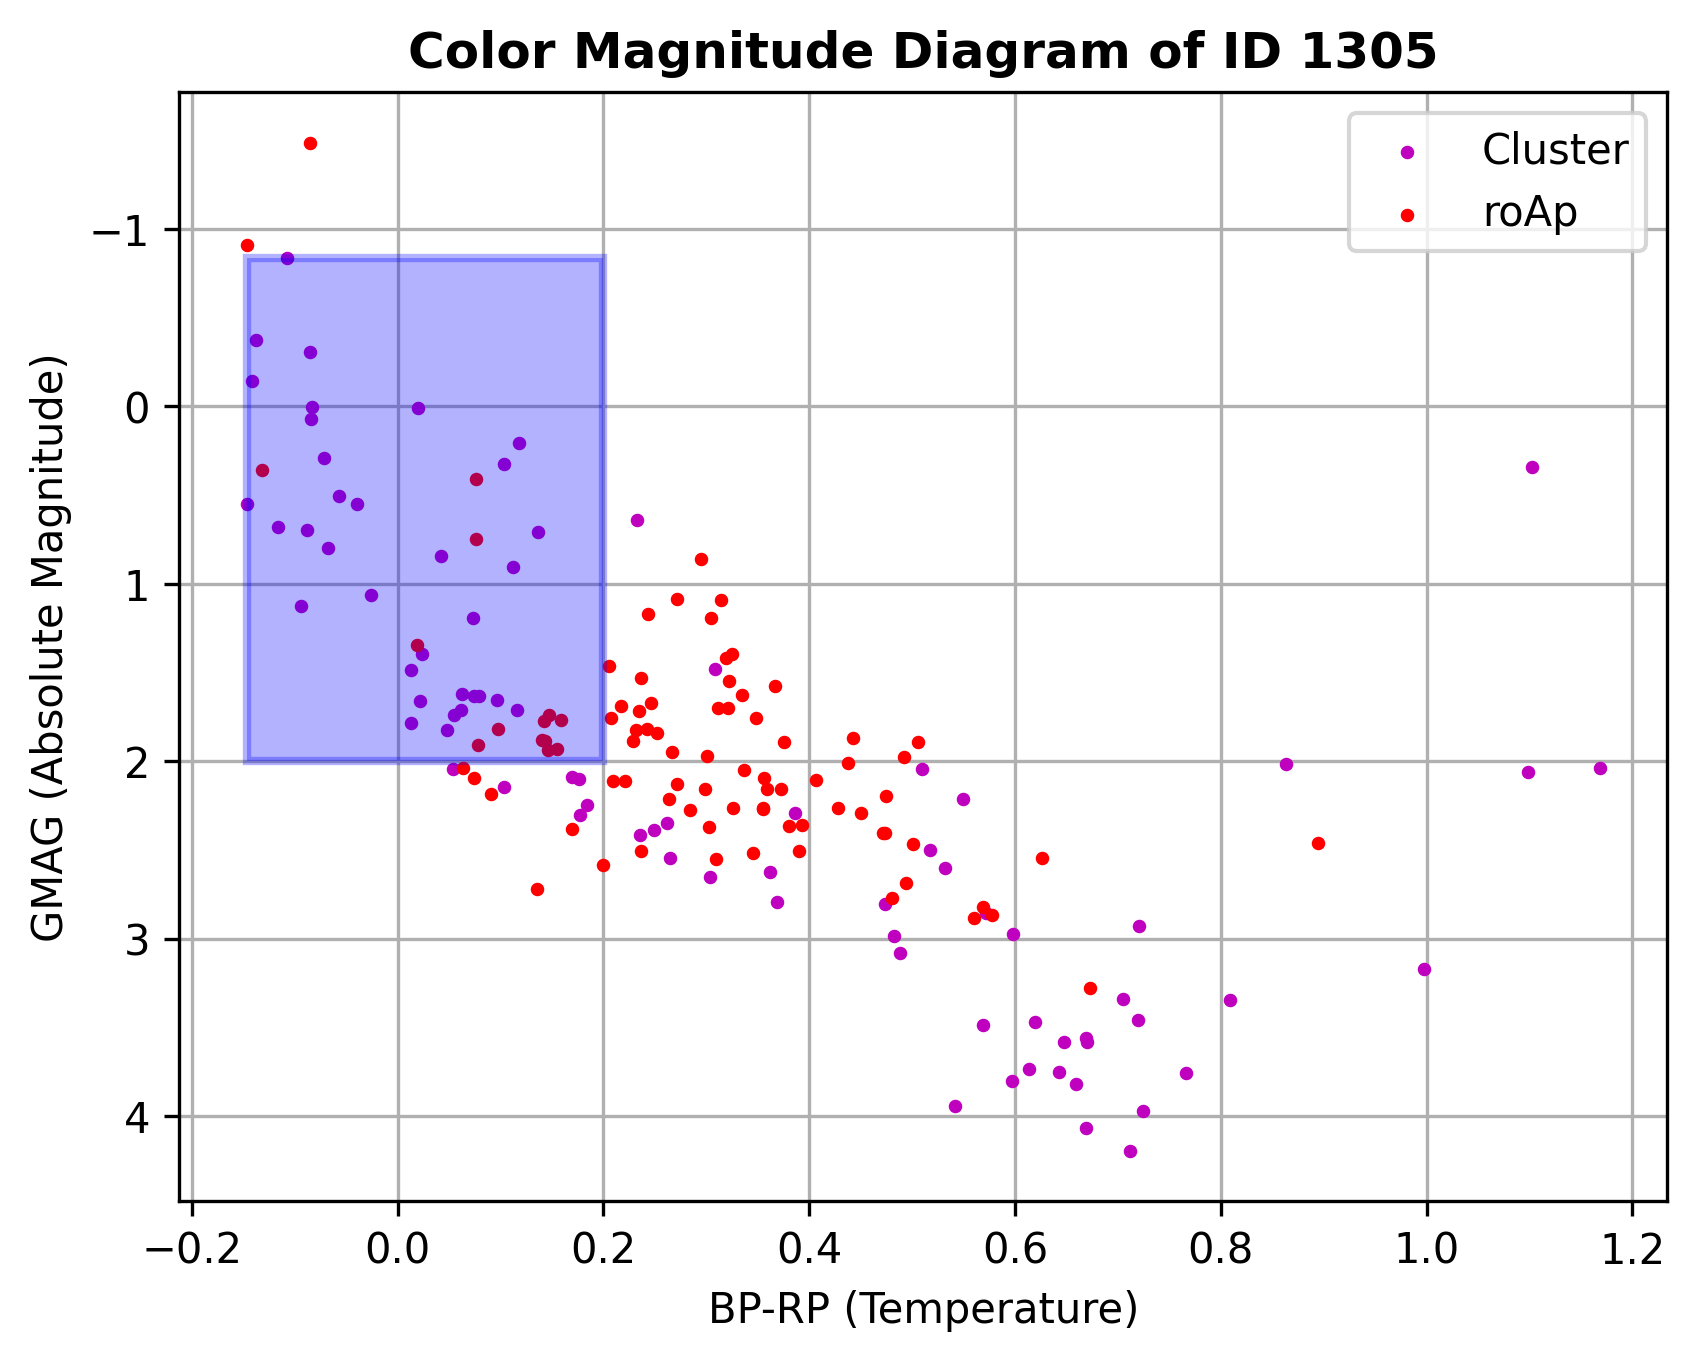 Color Magnitude Diagram of ID 1305
Cluster
roAp
GMAG (Absolute Magnitude)
−1
0
1
2
3
4
−0.2 0.0 0.2 0.4 0.6 0.8 1.0 1.2
BP-RP (Temperature)